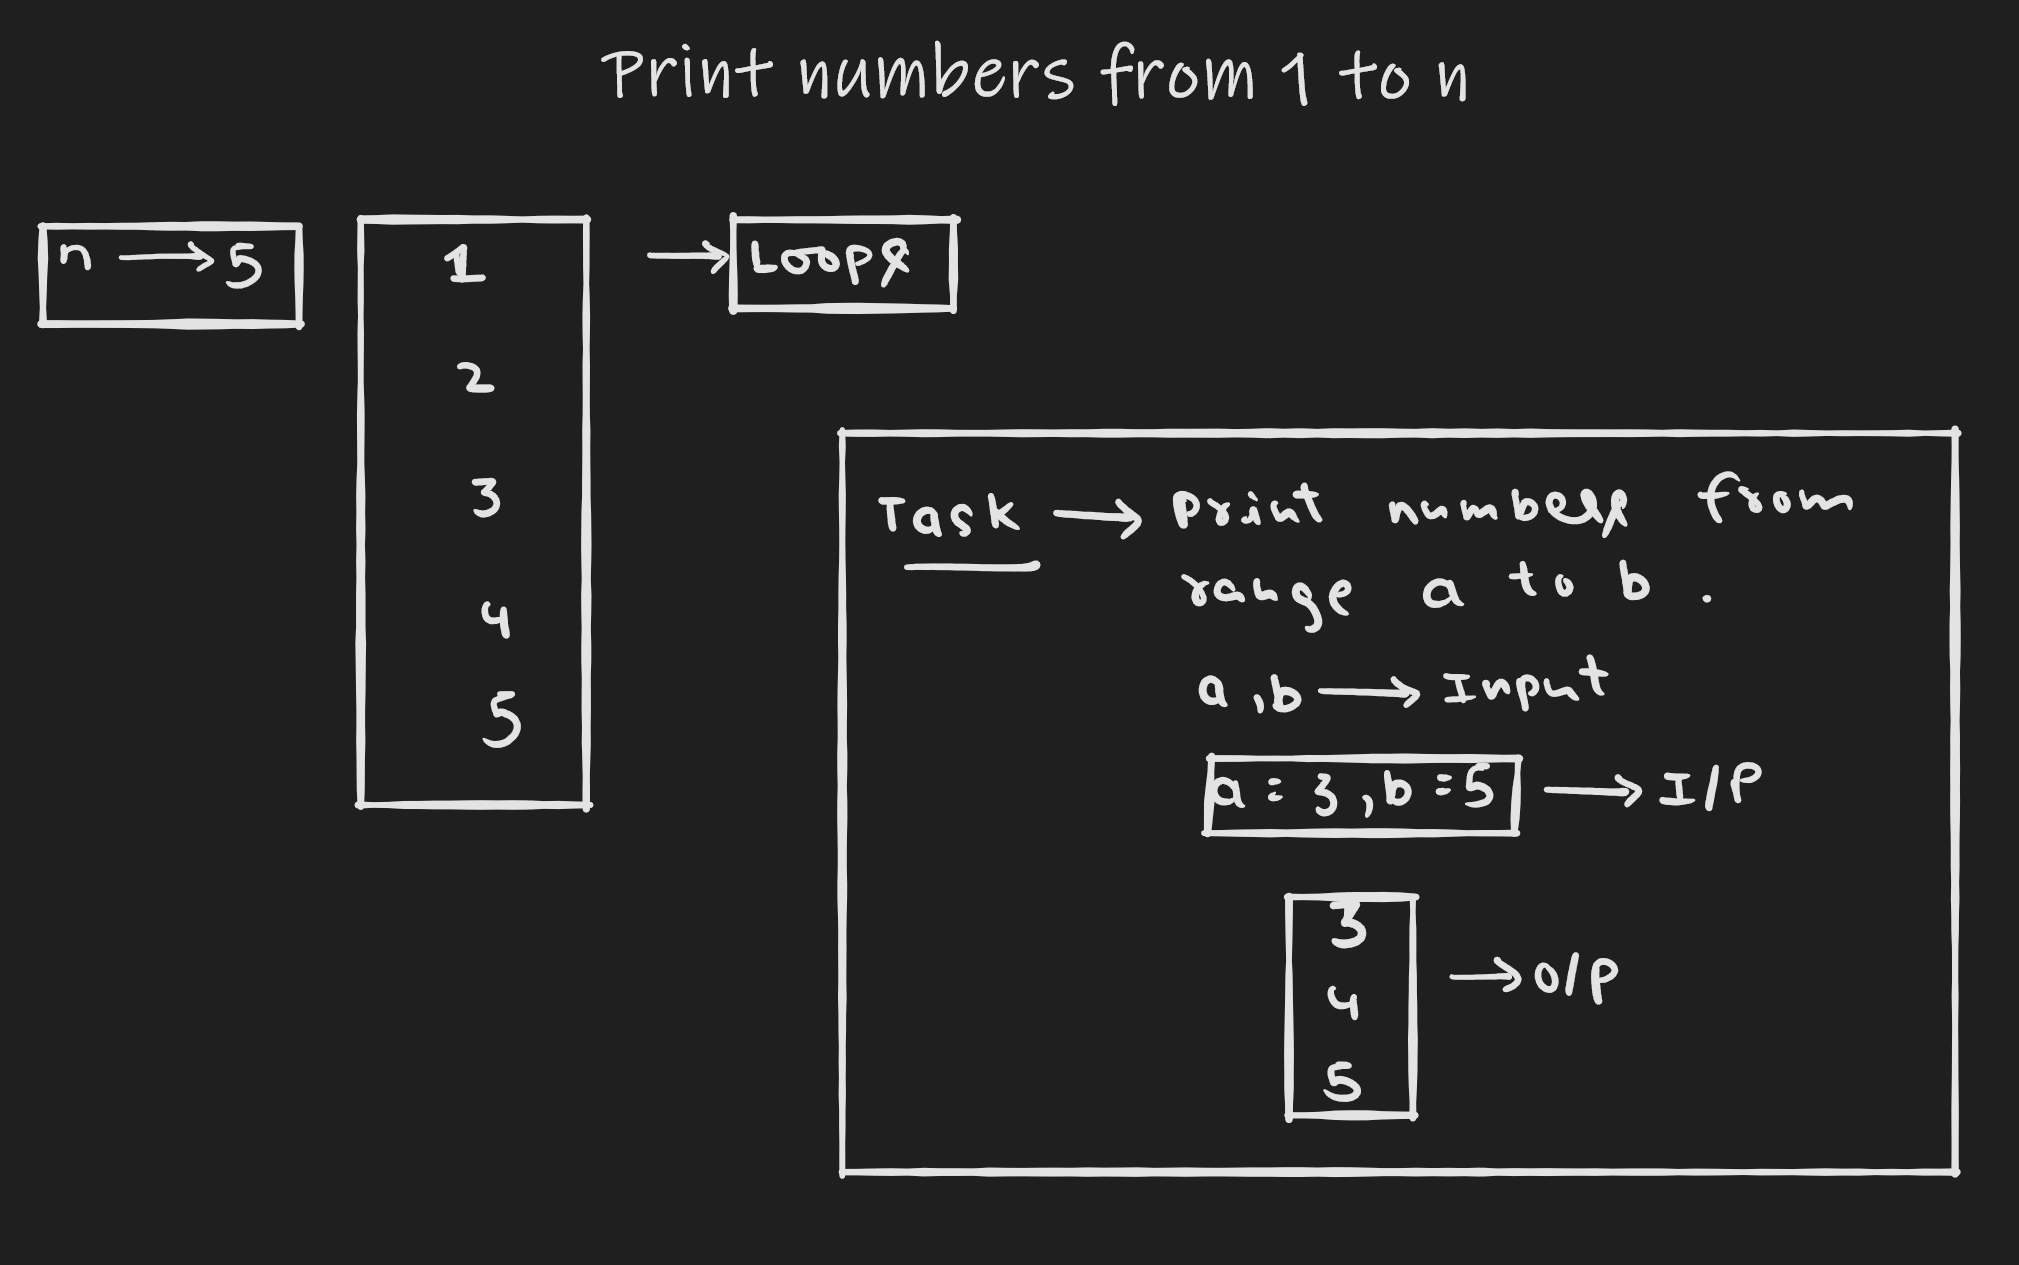 Print numbers from 1 to n
n → 5
1
2
3
4
5
→ Loops
Task → Print numbers from
range a to b .
a , b → Input
a = 3 , b = 5 → I/P
3
4
5
→ O/P